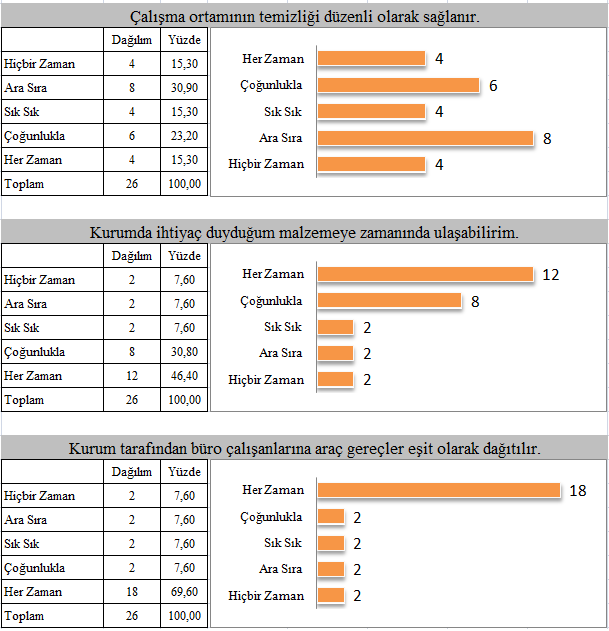 Çalışma ortamının temizliği düzenli olarak sağlanır.
Dağılım Yüzde
Hiçbir Zaman 4 15,30
Ara Sıra 8 30,90
Sık Sık 4 15,30
Çoğunlukla 6 23,20
Her Zaman 4 15,30
Toplam 26 100,00
Her Zaman 4
Çoğunlukla 6
Sık Sık 4
Ara Sıra 8
Hiçbir Zaman 4
Kurumda ihtiyaç duyduğum malzemeye zamanında ulaşabilirim.
Dağılım Yüzde
Hiçbir Zaman 2 7,60
Ara Sıra 2 7,60
Sık Sık 2 7,60
Çoğunlukla 8 30,80
Her Zaman 12 46,40
Toplam 26 100,00
Her Zaman 12
Çoğunlukla 8
Sık Sık 2
Ara Sıra 2
Hiçbir Zaman 2
Kurum tarafından büro çalışanlarına araç gereçler eşit olarak dağıtılır.
Dağılım Yüzde
Hiçbir Zaman 2 7,60
Ara Sıra 2 7,60
Sık Sık 2 7,60
Çoğunlukla 2 7,60
Her Zaman 18 69,60
Toplam 26 100,00
Her Zaman 18
Çoğunlukla 2
Sık Sık 2
Ara Sıra 2
Hiçbir Zaman 2